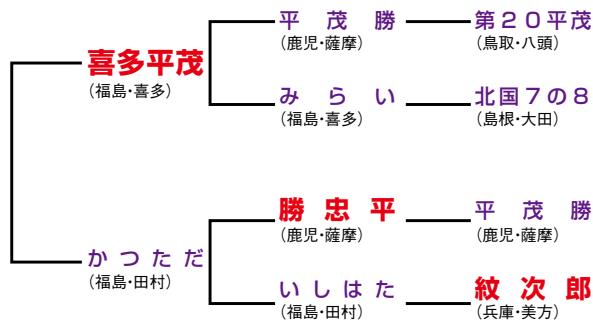 平茂勝
(鹿児・薩摩)
第20平茂
(鳥取・八頭)
喜多平茂
(福島・喜多)
みらい
(福島・喜多)
北国7の8
(島根・大田)
勝忠平
(鹿児・薩摩)
平茂勝
(鹿児・薩摩)
かつただ
(福島・田村)
いしはた
(福島・田村)
紋次郎
(兵庫・美方)